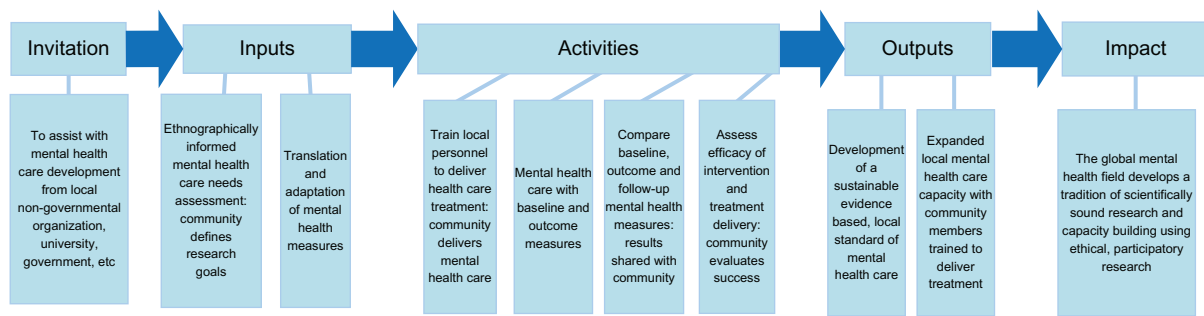 Invitation
Inputs
Activities
Outputs
Impact
To assist with
mental health
care development
from local
non-governmental
organization,
university,
government, etc
Ethnographically
informed
mental health
care needs
assessment:
community
defines
research
goals
Translation
and
adaptation
of mental
health
measures
Train local
personnel
to deliver
health care
treatment:
community
delivers
mental
health care
Mental health
care with
baseline and
outcome
measures
Compare
baseline,
outcome and
follow-up
mental health
measures:
results
shared with
community
Assess
efficacy of
intervention
and
treatment
delivery:
community
evaluates
success
Development
of a
sustainable
evidence
based, local
standard of
mental
health care
Expanded
local mental
health care
capacity with
community
members
trained to
deliver
treatment
The global mental
health field develops a
tradition of scientifically
sound research and
capacity building using
ethical, participatory
research